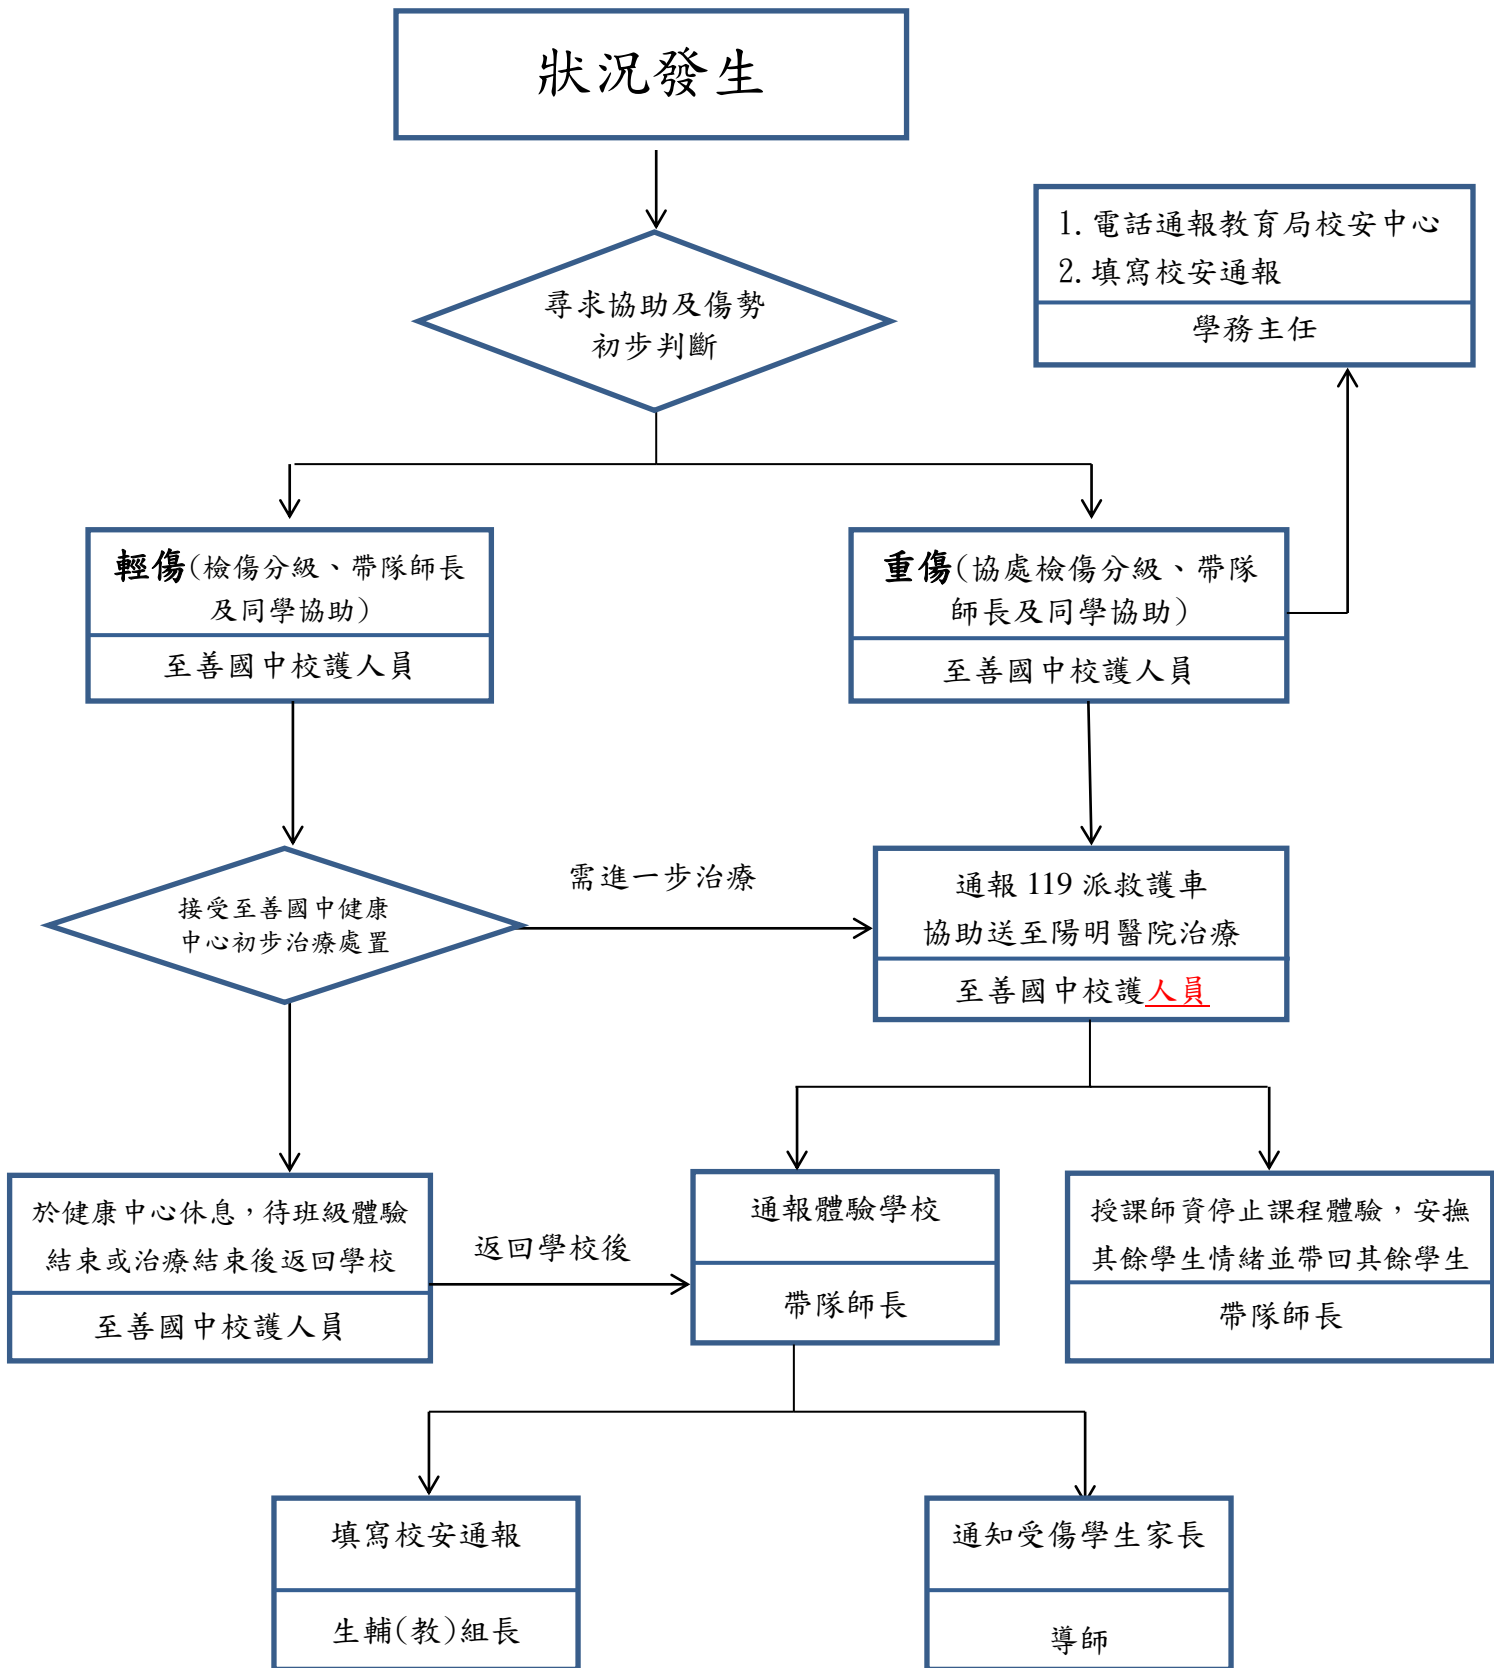 狀況發生
1. 電話通報教育局校安中心
2. 填寫校安通報
學務主任
尋求協助及傷勢
初步判斷
輕傷(檢傷分級、帶隊師長
及同學協助)
至善國中校護人員
重傷(協處檢傷分級、帶隊
師長及同學協助)
至善國中校護人員
接受至善國中健康
中心初步治療處置
需進一步治療
通報 119 派救護車
協助送至陽明醫院治療
至善國中校護人員
於健康中心休息，待班級體驗
結束或治療結束後返回學校
至善國中校護人員
返回學校後
通報體驗學校
帶隊師長
授課師資停止課程體驗，安撫
其餘學生情緒並帶回其餘學生
帶隊師長
填寫校安通報
生輔(教)組長
通知受傷學生家長
導師